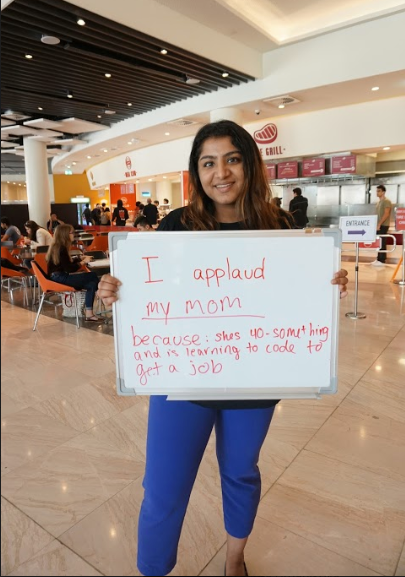 GRILL
ENTRANCE
I applaud
my mom
because: shes 40-something
and is learning to code to
get a job